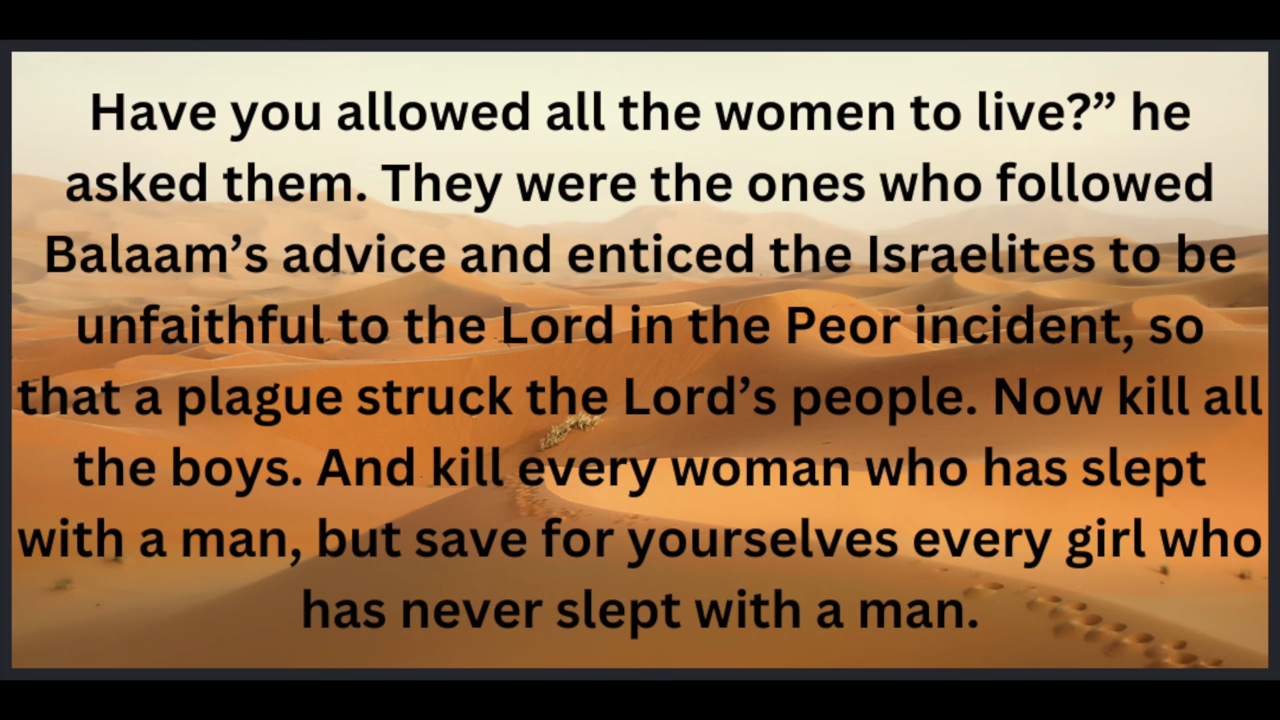 Have you allowed all the women to live?” he
asked them. They were the ones who followed
Balaam’s advice and enticed the Israelites to be
unfaithful to the Lord in the Peor incident, so
that a plague struck the Lord’s people. Now kill all
the boys. And kill every woman who has slept
with a man, but save for yourselves every girl who
has never slept with a man.